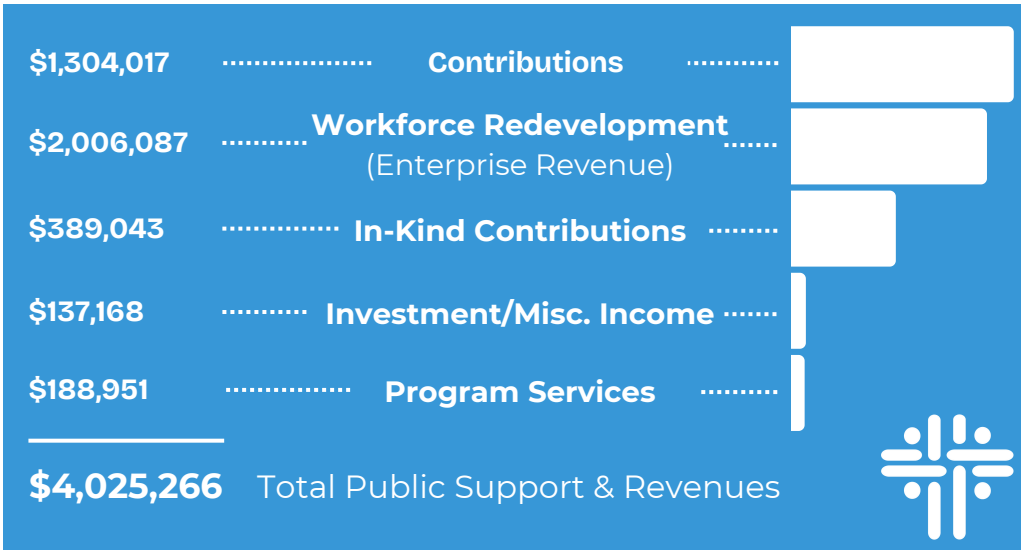 $1,304,017 Contributions
$2,006,087 Workforce Redevelopment
(Enterprise Revenue)
$389,043 In-Kind Contributions
$137,168 Investment/Misc. Income
$188,951 Program Services
$4,025,266 Total Public Support & Revenues